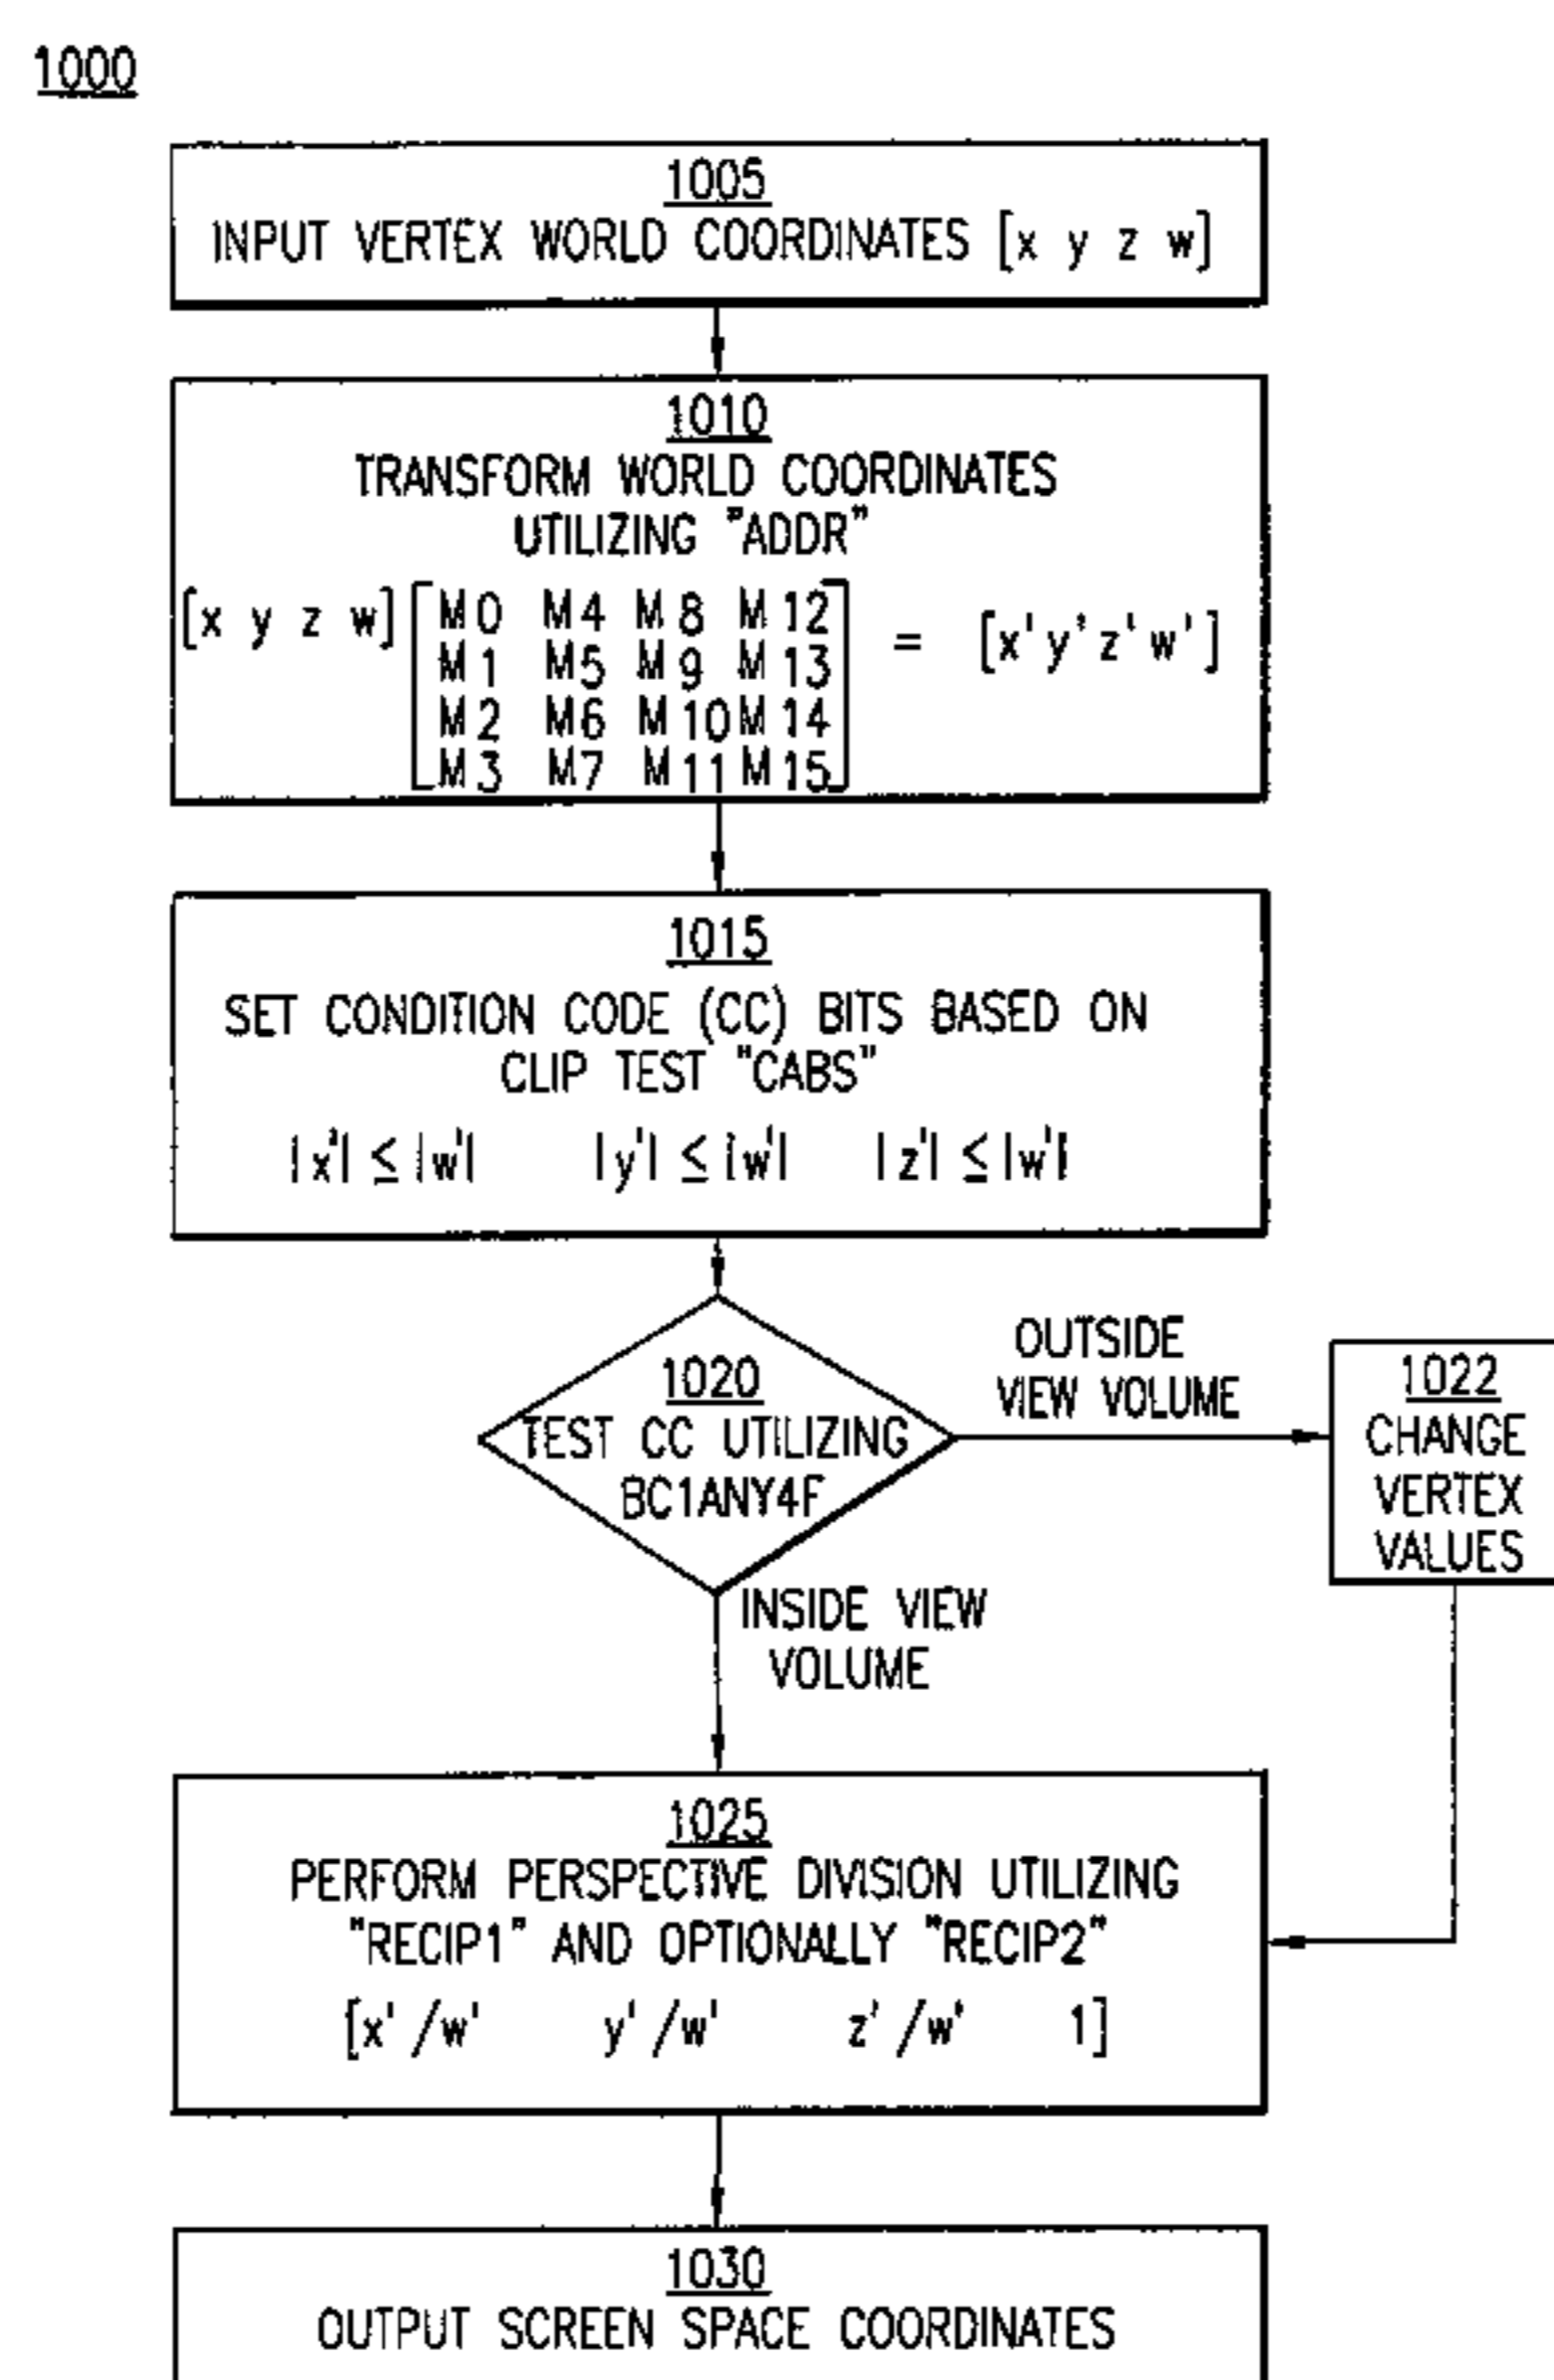 1000
1005
INPUT VERTEX WORLD COORDINATES [x y z w]
1010
TRANSFORM WORLD COORDINATES
UTILIZING "ADDR"
[x y z w] [M0 M4 M8 M12
M1 M5 M9 M13
M2 M6 M10 M14
M3 M7 M11 M15] = [x' y' z' w']
1015
SET CONDITION CODE (CC) BITS BASED ON
CLIP TEST "CABS"
|x'| ≤ |w'| |y'| ≤ |w'| |z'| ≤ |w'|
1020
TEST CC UTILIZING
BC1ANY4F
OUTSIDE
VIEW VOLUME
1022
CHANGE
VERTEX
VALUES
INSIDE VIEW
VOLUME
1025
PERFORM PERSPECTIVE DIVISION UTILIZING
"RECIP1" AND OPTIONALLY "RECIP2"
[x'/w' y'/w' z'/w' 1]
1030
OUTPUT SCREEN SPACE COORDINATES